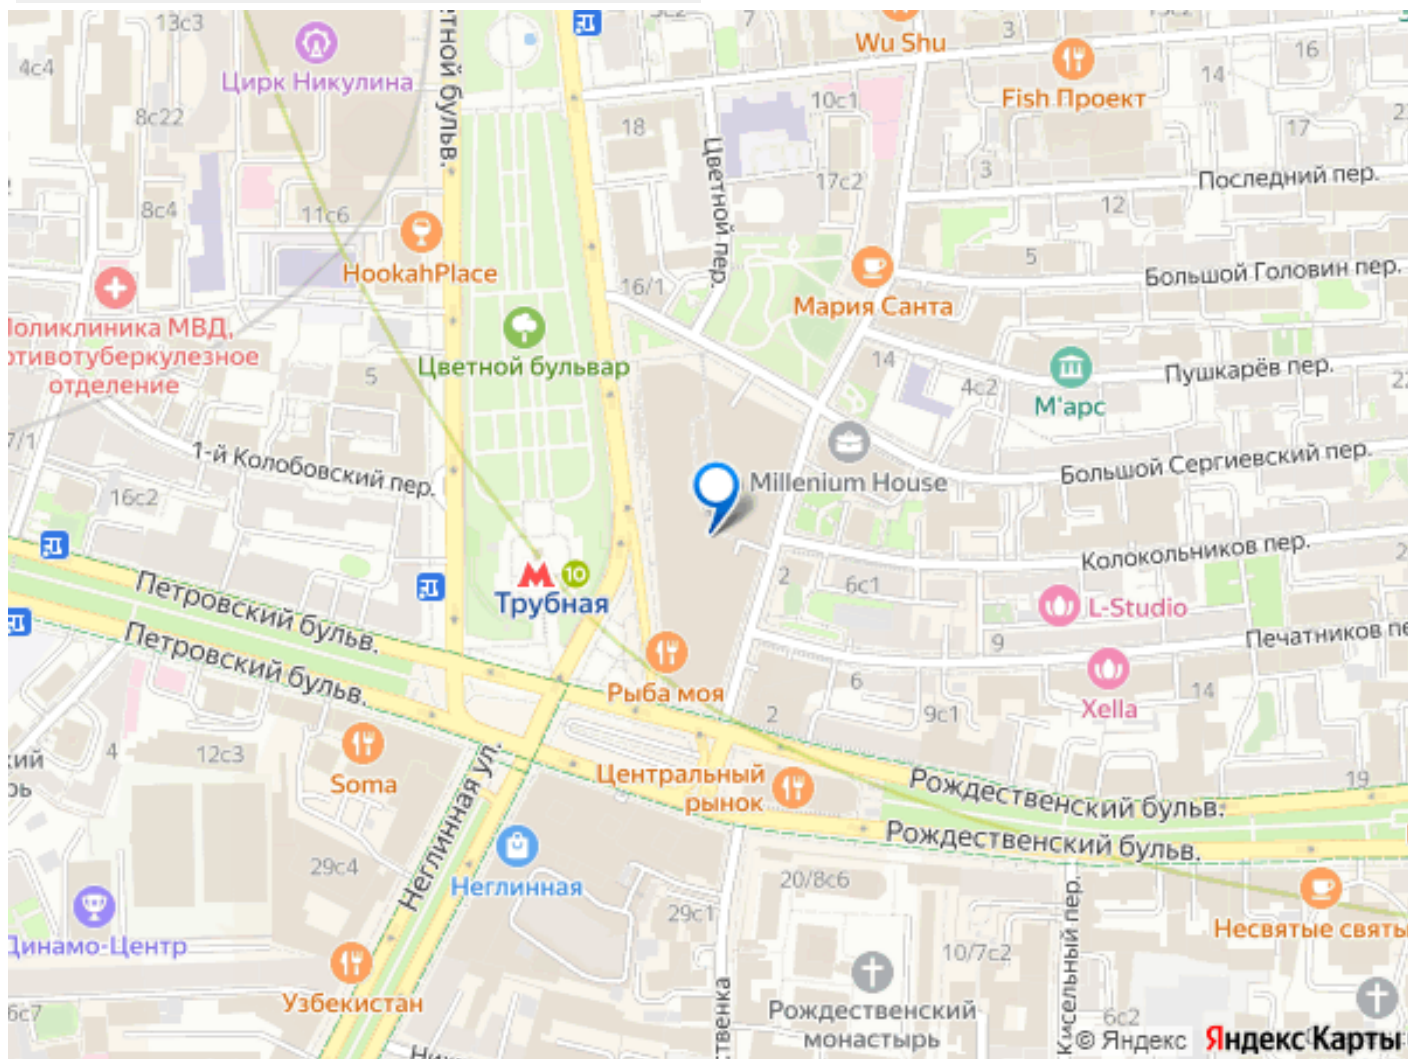 13с3
4с4
Цирк Никулина
8с22
8с4
11с6
HookahPlace
Поликлиника МВД,
отделение
1-й Колобовский пер.
5
16с2
7/1
Цветной бульвар
18
16/1
7
Цветной пер.
10с1
17с2
Wu Shu
3
Fish Проект
16
14
17
3
Последний пер.
12
5
Большой Головин пер.
Мария Санта
14
4с2
М'арс
Пушкарёв пер.
Millenium House
Большой Сергиевский пер.
Колокольников пер.
2
6с1
L-Studio
9
Печатников пе
6
9с1
14
Xella
2
10
Трубная
Петровский бульв.
Петровский бульв.
Рыба моя
Центральный
рынок
Рождественский бульв.
19
Рождественский бульв.
4
12с3
Soma
Неглинная ул.
29с4
Неглинная
Динамо-Центр
Узбекистан
6с7
29с1
20/8с6
10/7с2
Рождественский
монастырь
Кисельный пер.
Несвятые святы
6с2
© Яндекс Яндекс Карты